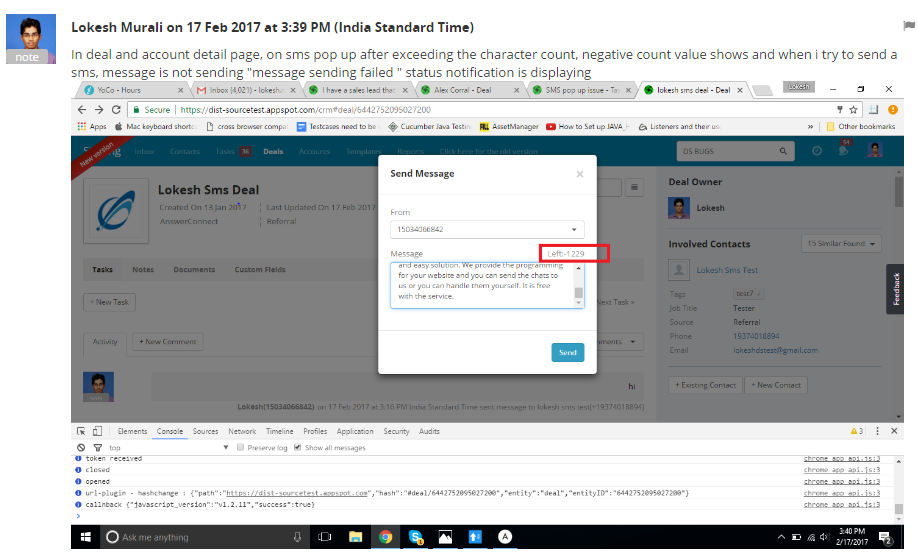 Lokesh Murali on 17 Feb 2017 at 3:39 PM (India Standard Time)
note
In deal and account detail page, on sms pop up after exceeding the character count, negative count value shows and when i try to send a
sms, message is not sending "message sending failed " status notification is displaying
YoCo - Hours
M Inbox (4,021) - lokesh.
I have a sales lead that
Alex Corral - Deal
SMS pop up issue - Ta
lokesh sms deal - Deal
Lokesh
Secure | https://dist-sourcetest.appspot.com/crm#deal/6442752095027200
Apps
Mac keyboard shortc
cross browser compa
Testcases need to be
Cucumber Java Testin
AssetManager
How to Set up JAVA_H
Listeners and their use
»
Other bookmarks
New version
Inbox
Contacts
Tasks 36
Deals
Accounts
Templates
Reports
Click here for the old version
OS BUGS
54
Lokesh Sms Deal
Created On 13 Jan 2017
Last Updated On 17 Feb 2017
AnswerConnect
Referral
Tasks
Notes
Documents
Custom Fields
+ New Task
Next Task »
Activity
+ New Comment
hi
Lokesh(15034066842) on 17 Feb 2017 at 3:16 PM India Standard Time sent message to lokesh sms test(+19374018894)
Send Message
×
From
15034066842
Message
Left:-1229
and easy solution. We provide the programming
for your website and you can send the chats to
us or you can handle them yourself. It is free
with the service.
Send
Deal Owner
Lokesh
Involved Contacts
15 Similar Found
Lokesh Sms Test
Tags
test7
Job Title
Tester
Source
Referral
Phone
19374018894
Email
lokeshdstest@gmail.com
+ Existing Contact
+ New Contact
Feedback
Elements
Console
Sources
Network
Timeline
Profiles
Application
Security
Audits
3
top
Preserve log
Show all messages
token received
chrome_app_api.js:3
closed
chrome_app_api.js:3
opened
chrome_app_api.js:3
url-plugin - hashchange : {"path":"https://dist-sourcetest.appspot.com","hash":"#deal/6442752095027200","entity":"deal","entityID":"6442752095027200"}
chrome_app_api.js:3
callnback {"javascript_version":"v1.2.11","success":true}
chrome_app_api.js:3
>
Ask me anything
3:40 PM
2/17/2017
2